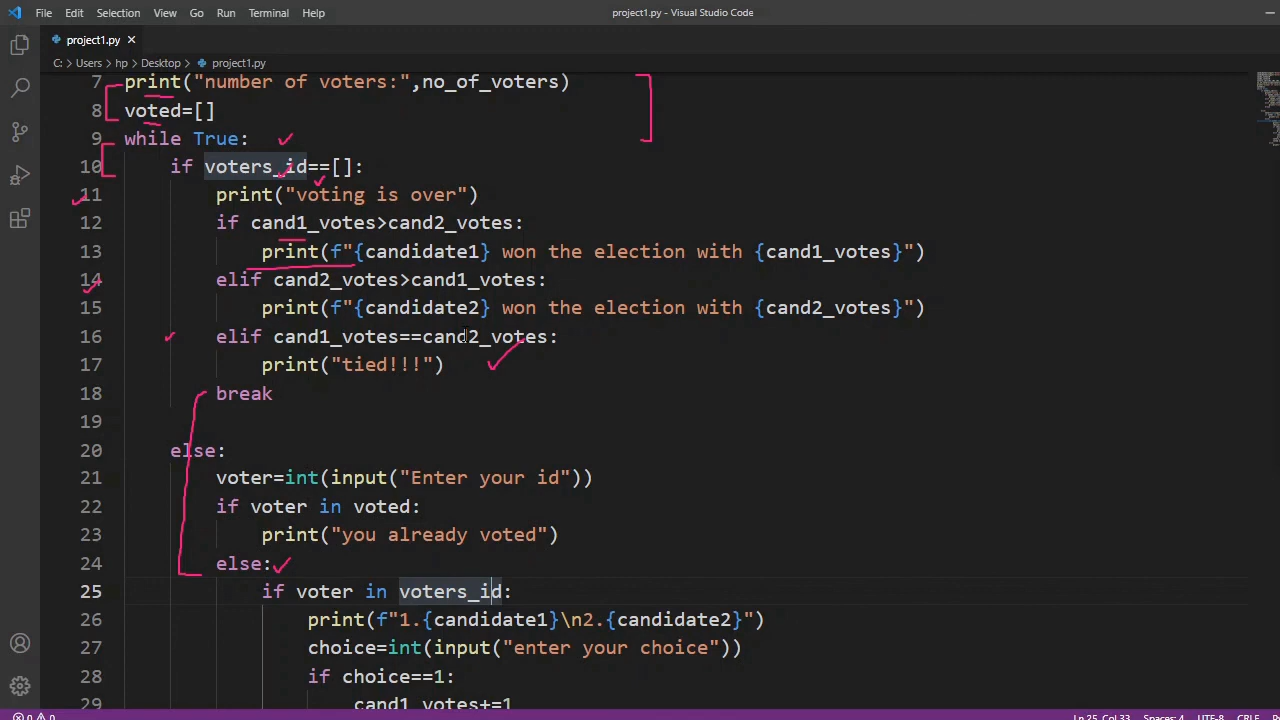 File Edit Selection View Go Run Terminal Help project1.py - Visual Studio Code
project1.py
C: > Users > hp > Desktop > project1.py
7 print("number of voters:",no_of_voters)
8 voted=[]
9 while True:
10 if voters_id==[]:
11 print("voting is over")
12 if cand1_votes>cand2_votes:
13 print(f"{candidate1} won the election with {cand1_votes}")
14 elif cand2_votes>cand1_votes:
15 print(f"{candidate2} won the election with {cand2_votes}")
16 elif cand1_votes==cand2_votes:
17 print("tied!!!")
18 break
19
20 else:
21 voter=int(input("Enter your id"))
22 if voter in voted:
23 print("you already voted")
24 else:
25 if voter in voters_id:
26 print(f"1.{candidate1}\n2.{candidate2}")
27 choice=int(input("enter your choice"))
28 if choice==1:
29 cand1_votes+=1
0 0 Ln 25, Col 33 Spaces: 4 UTF-8 CRLF